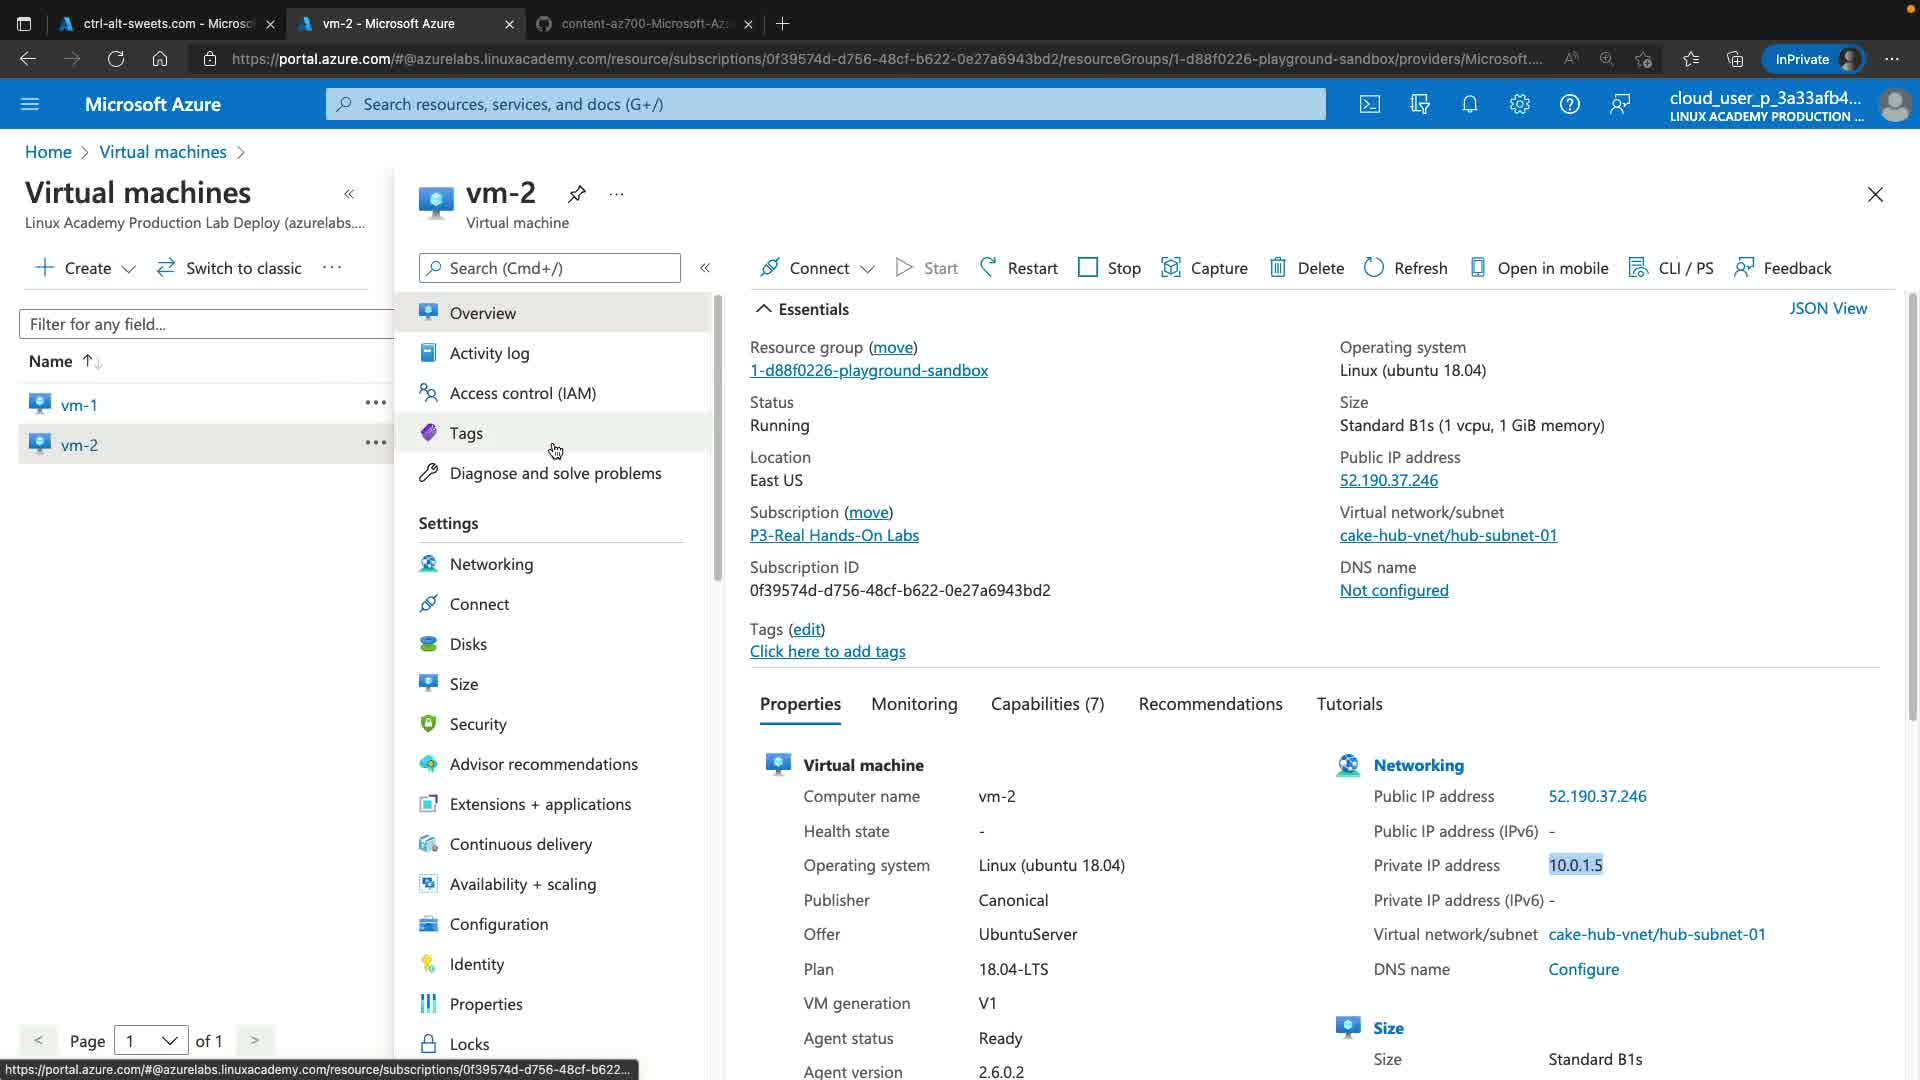 ctrl-alt-sweets.com - Microso
vm-2 - Microsoft Azure
content-az700-Microsoft-Az
https://portal.azure.com/#@azurelabs.linuxacademy.com/resource/subscriptions/0f39574d-d756-48cf-b622-0e27a6943bd2/resourceGroups/1-d88f0226-playground-sandbox/providers/Microsoft....
InPrivate
Microsoft Azure
Search resources, services, and docs (G+/)
cloud_user_p_3a33afb4...
LINUX ACADEMY PRODUCTION ...
Home > Virtual machines >
Virtual machines
Linux Academy Production Lab Deploy (azurelabs....
Create
Switch to classic
Filter for any field...
Name
vm-1
vm-2
Page 1 of 1
vm-2
Virtual machine
Search (Cmd+/)
Overview
Activity log
Access control (IAM)
Tags
Diagnose and solve problems
Settings
Networking
Connect
Disks
Size
Security
Advisor recommendations
Extensions + applications
Continuous delivery
Availability + scaling
Configuration
Identity
Properties
Locks
Connect
Start
Restart
Stop
Capture
Delete
Refresh
Open in mobile
CLI / PS
Feedback
Essentials
JSON View
Resource group (move)
1-d88f0226-playground-sandbox
Status
Running
Location
East US
Subscription (move)
P3-Real Hands-On Labs
Subscription ID
0f39574d-d756-48cf-b622-0e27a6943bd2
Tags (edit)
Click here to add tags
Operating system
Linux (ubuntu 18.04)
Size
Standard B1s (1 vcpu, 1 GiB memory)
Public IP address
52.190.37.246
Virtual network/subnet
cake-hub-vnet/hub-subnet-01
DNS name
Not configured
Properties
Monitoring
Capabilities (7)
Recommendations
Tutorials
Virtual machine
Computer name vm-2
Health state -
Operating system Linux (ubuntu 18.04)
Publisher Canonical
Offer UbuntuServer
Plan 18.04-LTS
VM generation V1
Agent status Ready
Agent version 2.6.0.2
Networking
Public IP address 52.190.37.246
Public IP address (IPv6) -
Private IP address 10.0.1.5
Private IP address (IPv6) -
Virtual network/subnet cake-hub-vnet/hub-subnet-01
DNS name Configure
Size
Size Standard B1s
https://portal.azure.com/#@azurelabs.linuxacademy.com/resource/subscriptions/0f39574d-d756-48cf-b622...